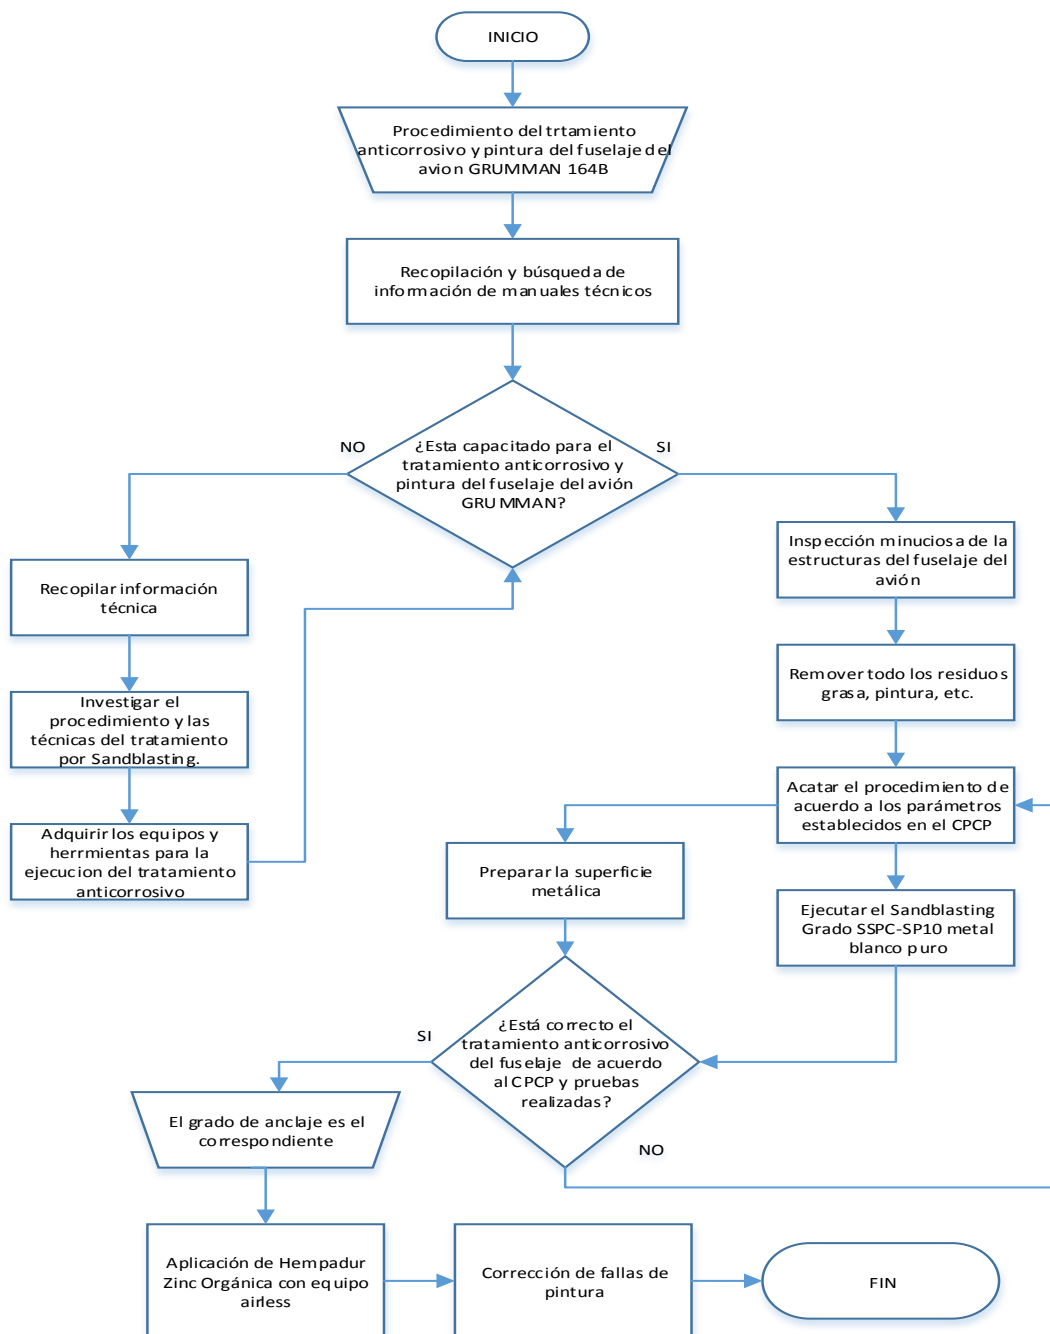 INICIO
Procedimiento del trtamiento
anticorrosivo y pintura del fuselaje del
avion GRUMMAN 164B
Recopilación y búsqueda de
información de manuales técnicos
NO
¿Esta capacitado para el
tratamiento anticorrosivo y
pintura del fuselaje del avión
GRUMMAN?
SI
Recopilar información
técnica
Investigar el
procedimiento y las
técnicas del tratamiento
por Sandblasting.
Adquirir los equipos y
herrmientas para la
ejecucion del tratamiento
anticorrosivo
Inspección minuciosa de la
estructuras del fuselaje del
avión
Remover todo los residuos
grasa, pintura, etc.
Acatar el procedimiento de
acuerdo a los parámetros
establecidos en el CPCP
Preparar la superficie
metálica
Ejecutar el Sandblasting
Grado SSPC-SP10 metal
blanco puro
SI
¿Está correcto el
tratamiento anticorrosivo
del fuselaje de acuerdo
al CPCP y pruebas
realizadas?
NO
El grado de anclaje es el
correspondiente
Aplicación de Hempadur
Zinc Orgánica con equipo
airless
Corrección de fallas de
pintura
FIN